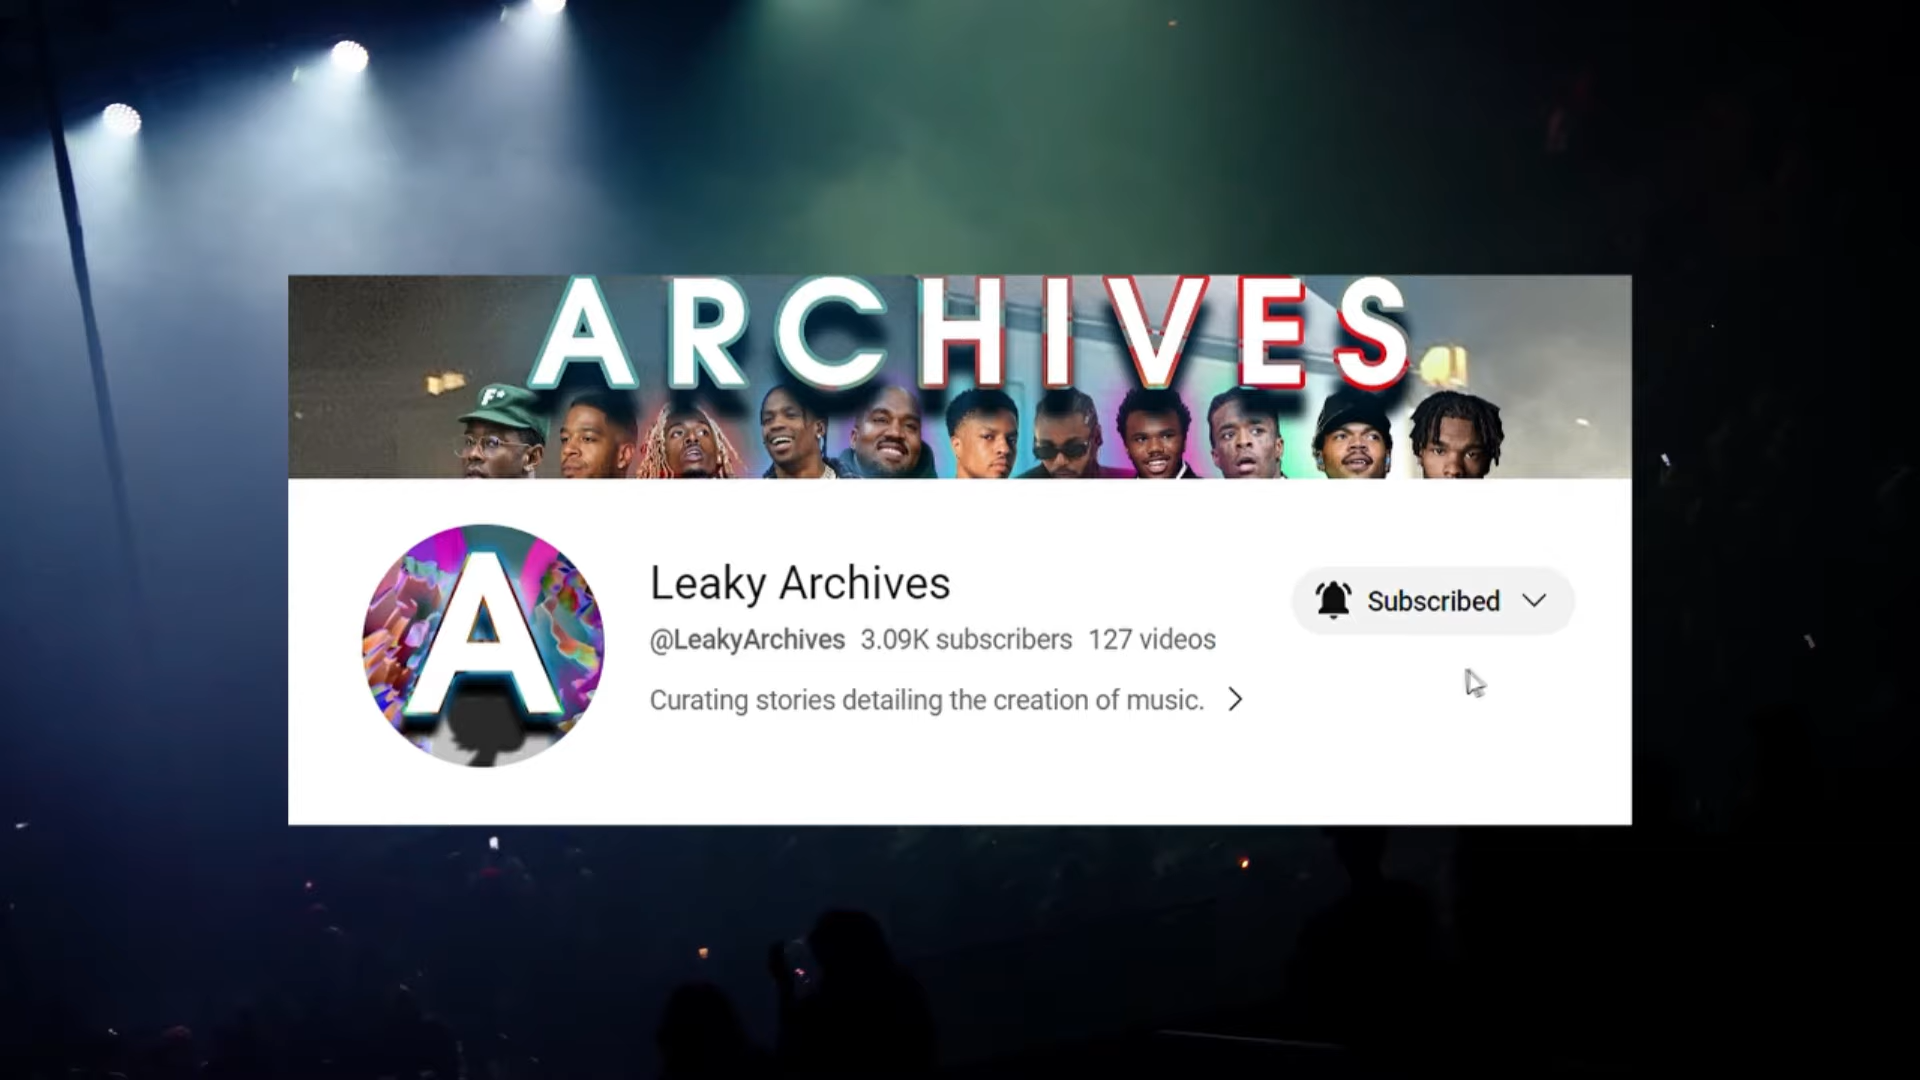 ARCHIVES
F*
A
Leaky Archives
Subscribed
@LeakyArchives 3.09K subscribers 127 videos
Curating stories detailing the creation of music.